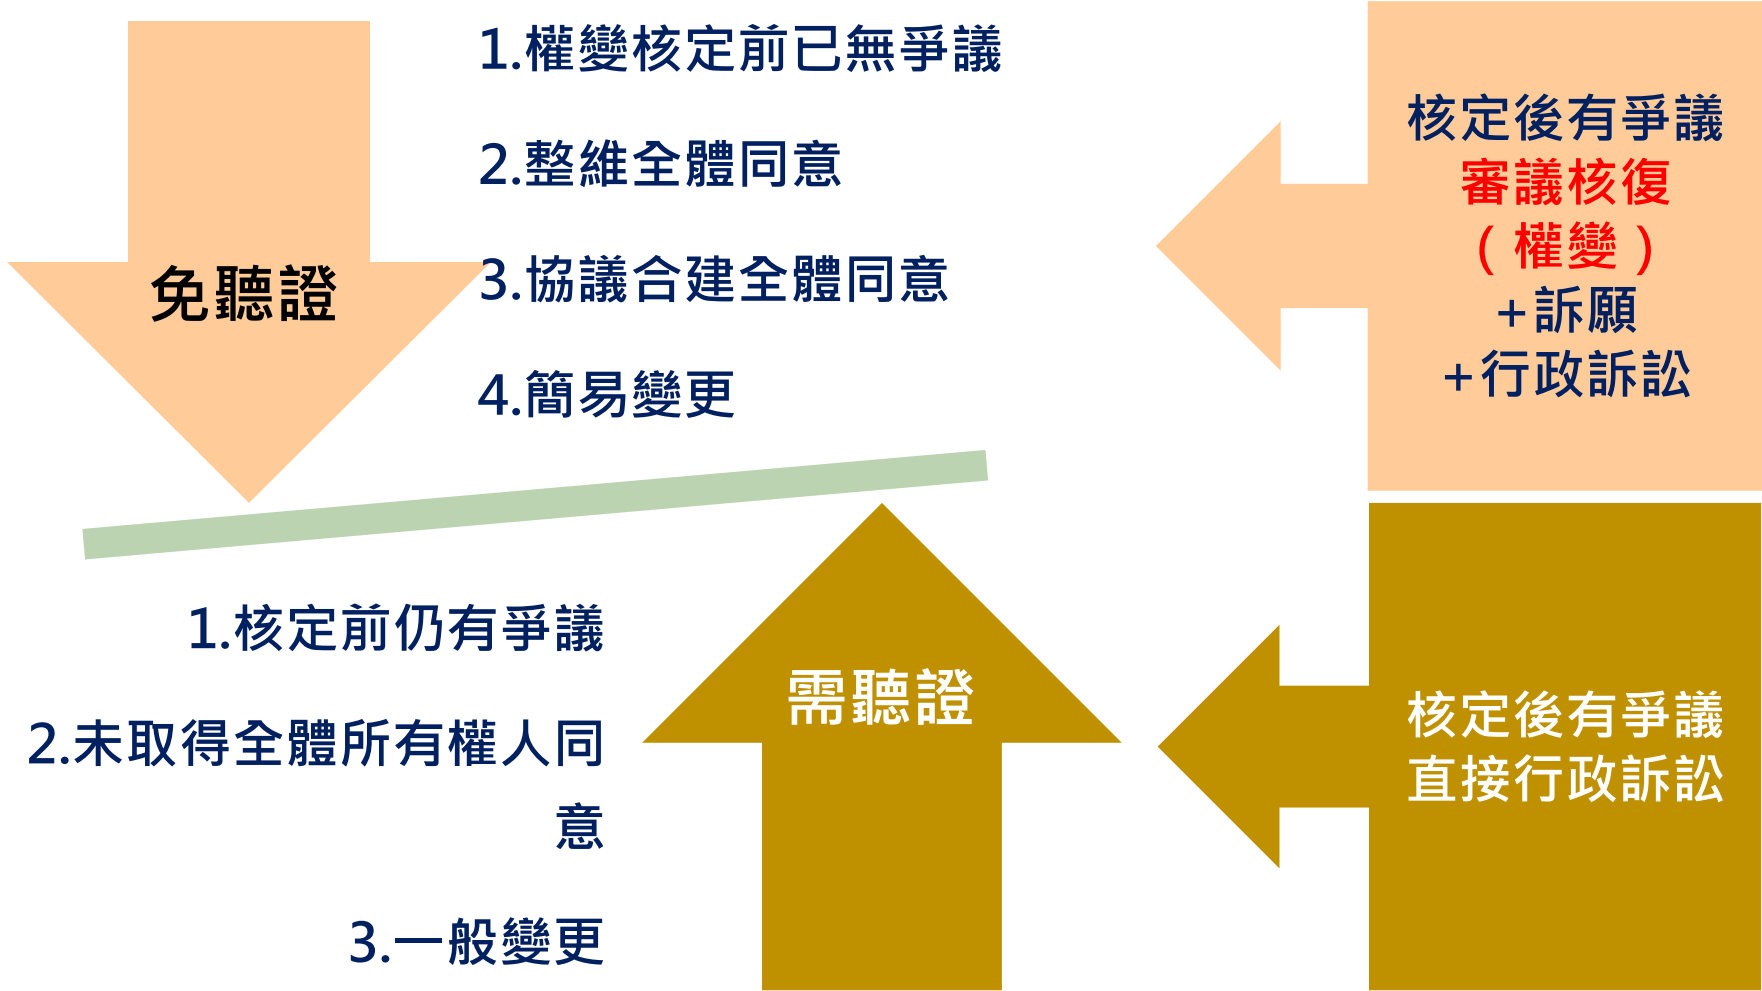 免聽證
1.權變核定前已無爭議
2.整維全體同意
3.協議合建全體同意
4.簡易變更
核定後有爭議
審議核復
（權變）
+訴願
+行政訴訟
1.核定前仍有爭議
2.未取得全體所有權人同
意
3.一般變更
需聽證
核定後有爭議
直接行政訴訟